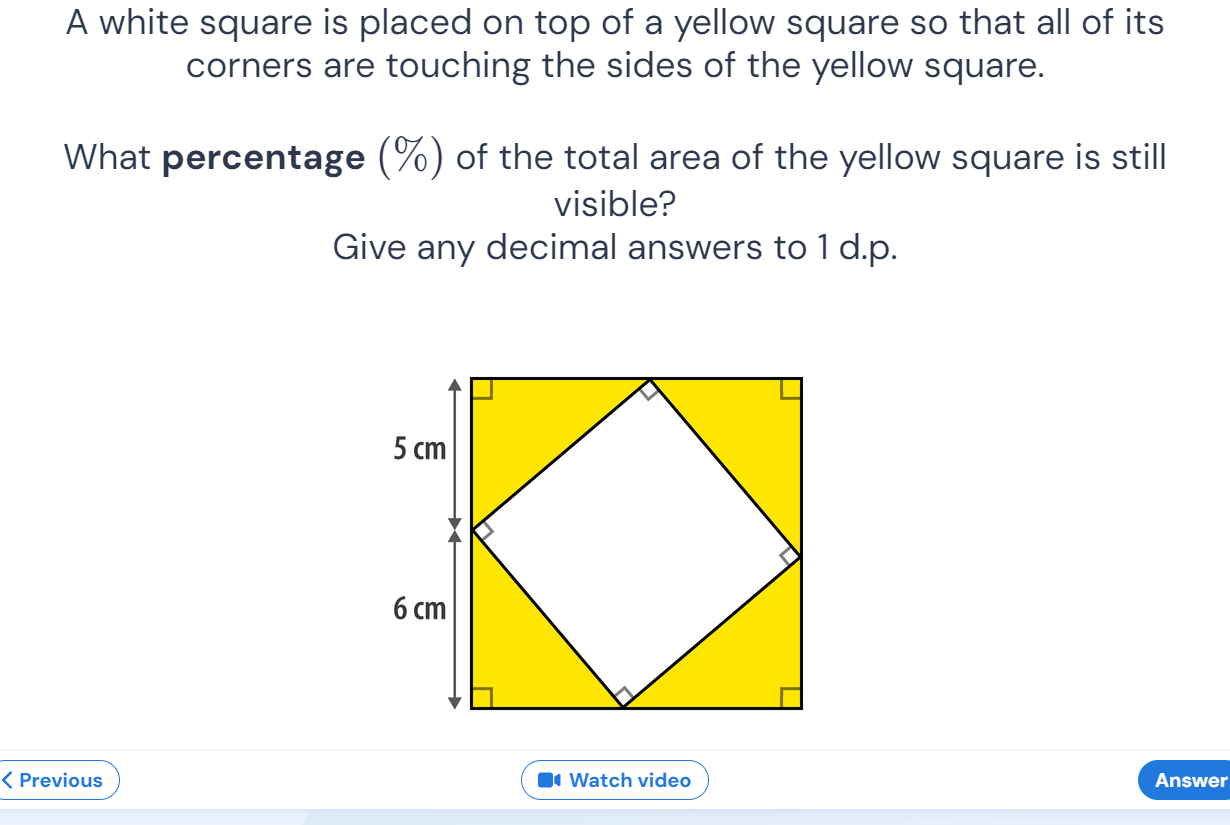 A white square is placed on top of a yellow square so that all of its
corners are touching the sides of the yellow square.
What percentage (%) of the total area of the yellow square is still
visible?
Give any decimal answers to 1 d.p.
5 cm
6 cm
Previous
Watch video
Answer